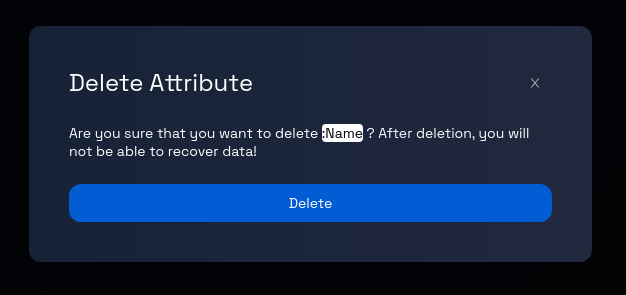 Delete Attribute
X
Are you sure that you want to delete :Name ? After deletion, you will
not be able to recover data!
Delete